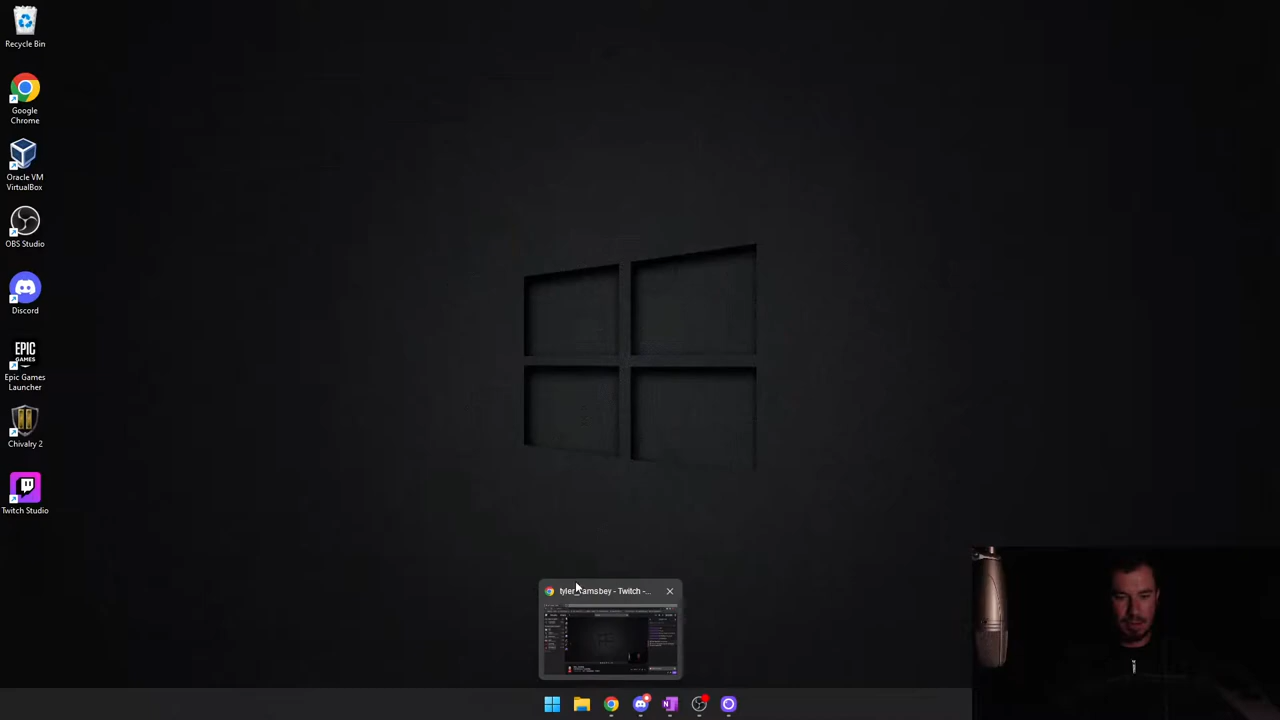 Recycle Bin
Google
Chrome
Oracle VM
VirtualBox
OBS Studio
Discord
EPIC
GAMES
Epic Games
Launcher
Chivalry 2
Twitch Studio
tyler_ramsbey - Twitch -...
N